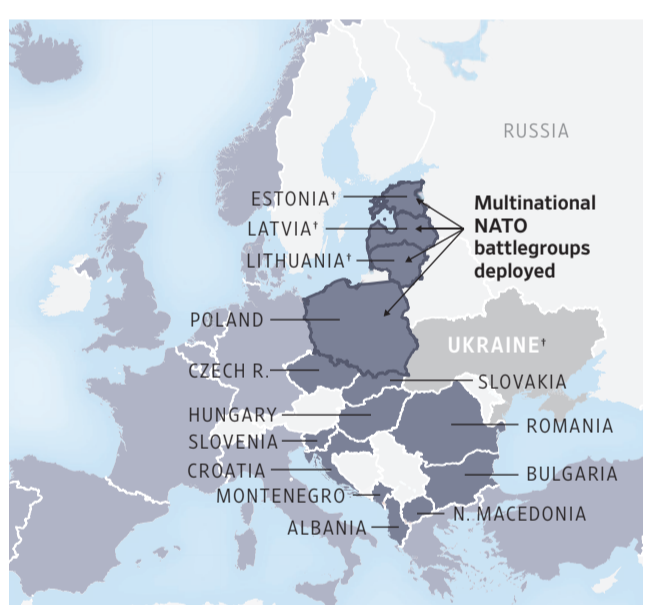 RUSSIA
ESTONIA†
Multinational
NATO
battlegroups
deployed
LATVIA†
LITHUANIA†
POLAND
UKRAINE†
CZECH R.
SLOVAKIA
HUNGARY
ROMANIA
SLOVENIA
CROATIA
BULGARIA
MONTENEGRO
N. MACEDONIA
ALBANIA